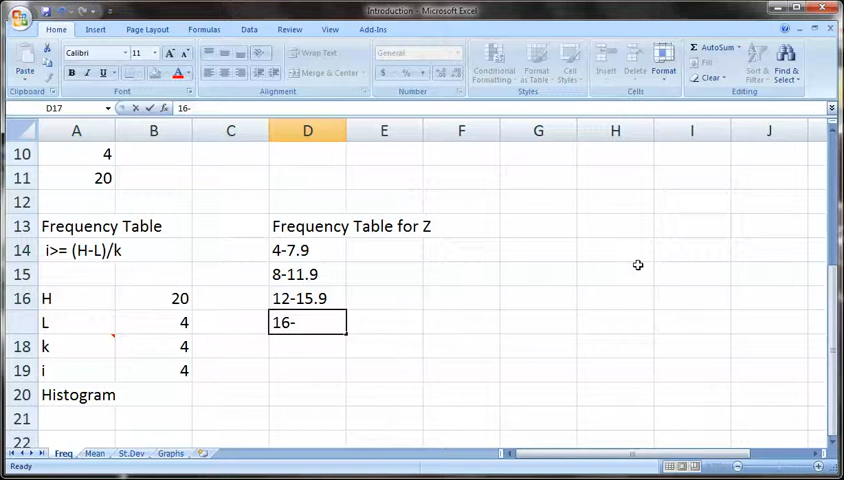 Introduction - Microsoft Excel
Home Insert Page Layout Formulas Data Review View Add-Ins
Paste
Calibri 11 A A
B I U A
Wrap Text
Merge & Center
General
$ % ,
Conditional Formatting
Format as Table
Cell Styles
Insert Delete Format
Σ AutoSum
Fill
Clear
Sort & Filter
Find & Select
Clipboard Font Alignment Number Styles Cells Editing
D17 fx 16-
A B C D E F G H I J
10 4
11 20
12
13 Frequency Table Frequency Table for Z
14 i>= (H-L)/k 4-7.9
15 8-11.9
16 H 20 12-15.9
L 4 16-
18 k 4
19 i 4
20 Histogram
21
22
Freq Mean St.Dev Graphs
Ready